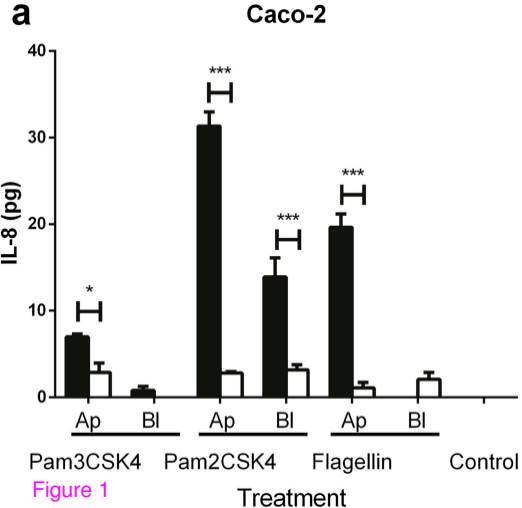 a
Caco-2
IL-8 (pg)
40
30
20
10
0
*
***
***
***
Ap Bl Ap Bl Ap Bl
Pam3CSK4 Pam2CSK4 Flagellin Control
Figure 1
Treatment